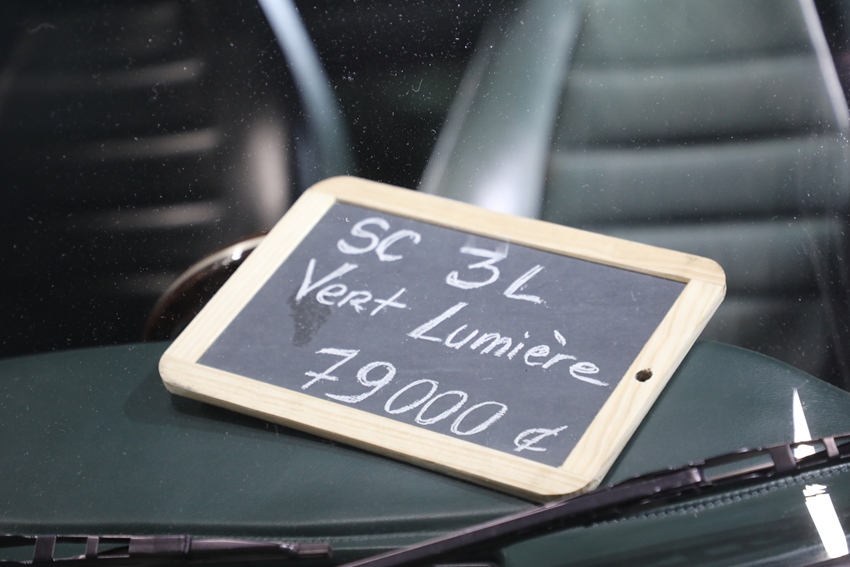 SC 3L
Vert Lumière
79000 €